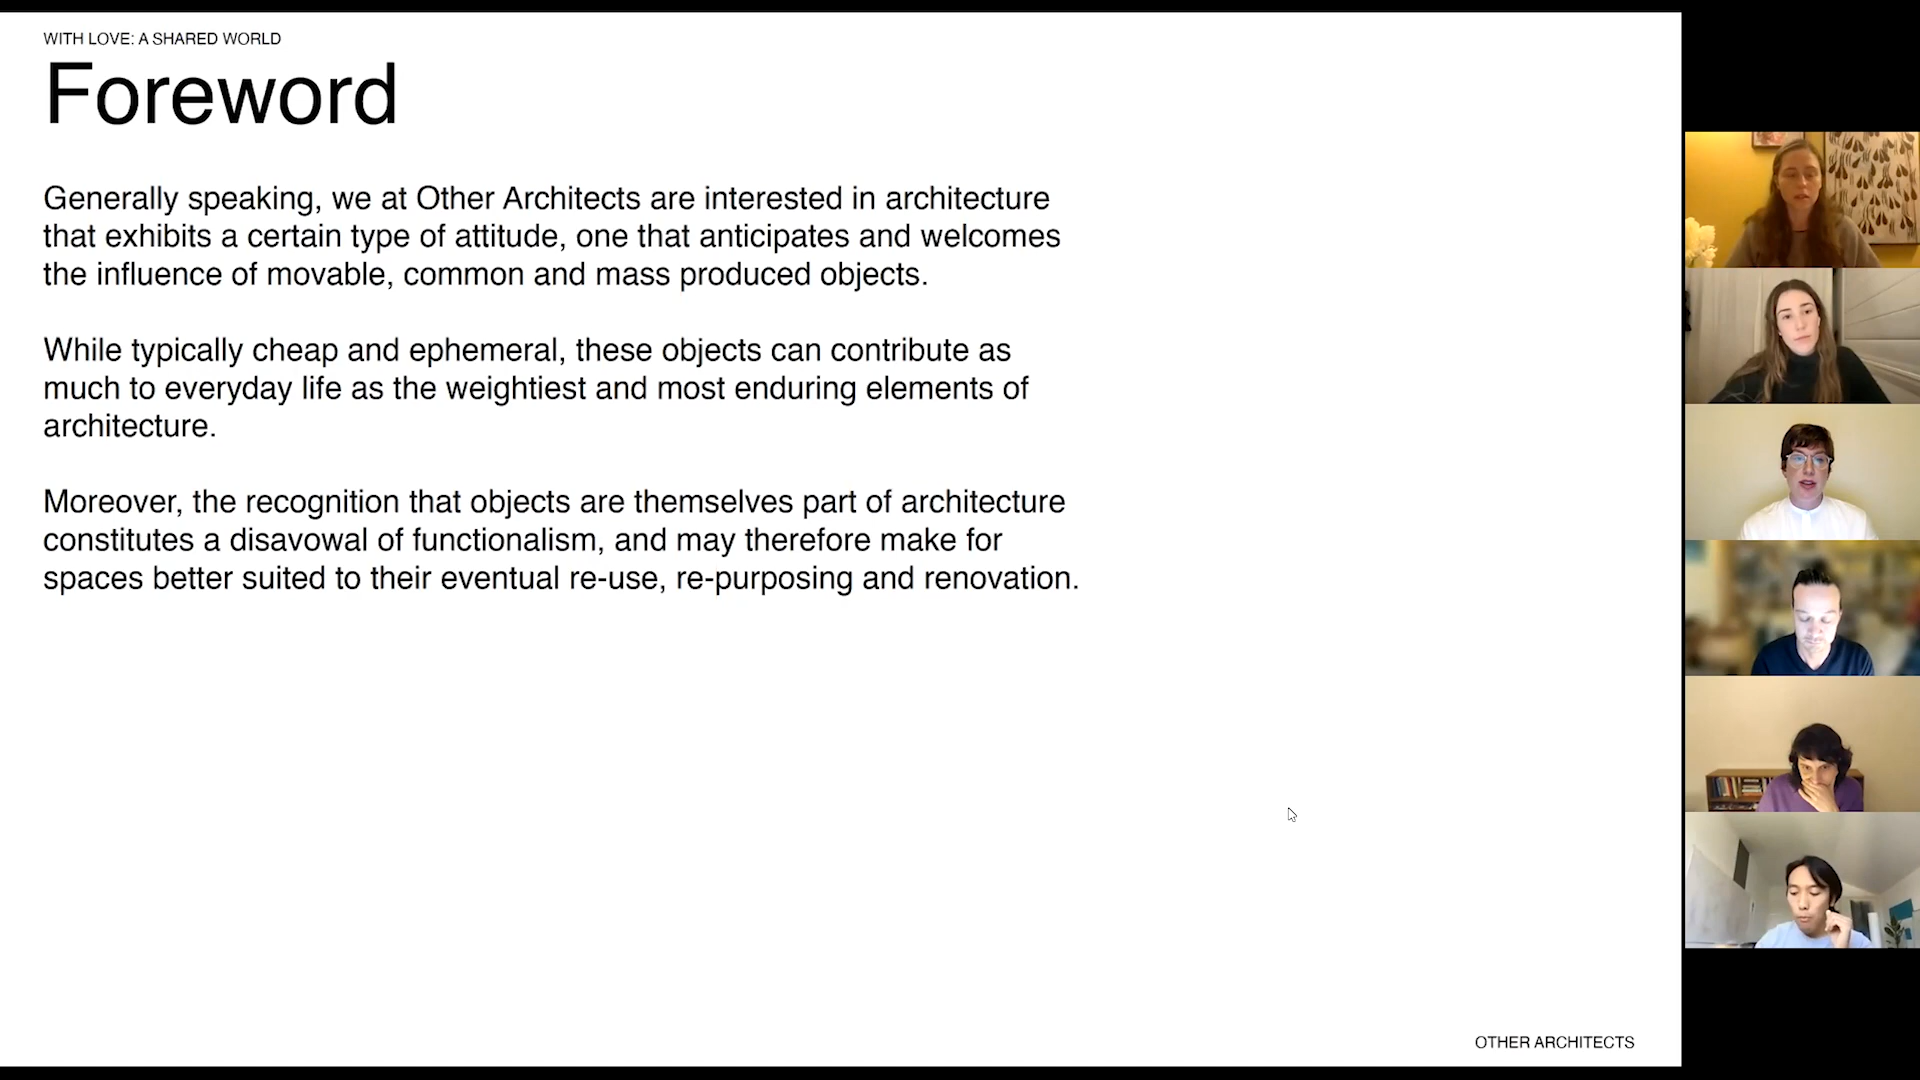 WITH LOVE: A SHARED WORLD
Foreword
Generally speaking, we at Other Architects are interested in architecture
that exhibits a certain type of attitude, one that anticipates and welcomes
the influence of movable, common and mass produced objects.
While typically cheap and ephemeral, these objects can contribute as
much to everyday life as the weightiest and most enduring elements of
architecture.
Moreover, the recognition that objects are themselves part of architecture
constitutes a disavowal of functionalism, and may therefore make for
spaces better suited to their eventual re-use, re-purposing and renovation.
OTHER ARCHITECTS